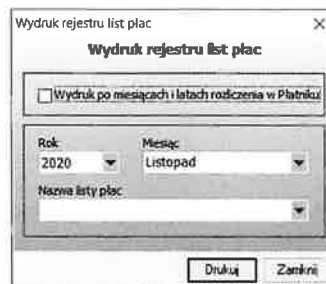 Wydruk rejestru list płac
Wydruk rejestru list płac
Wydruk po miesiącach i latach rozliczenia w Płatniku
Rok Miesiąc
2020 Listopad
Nazwa listy płac
Drukuj Zamknij